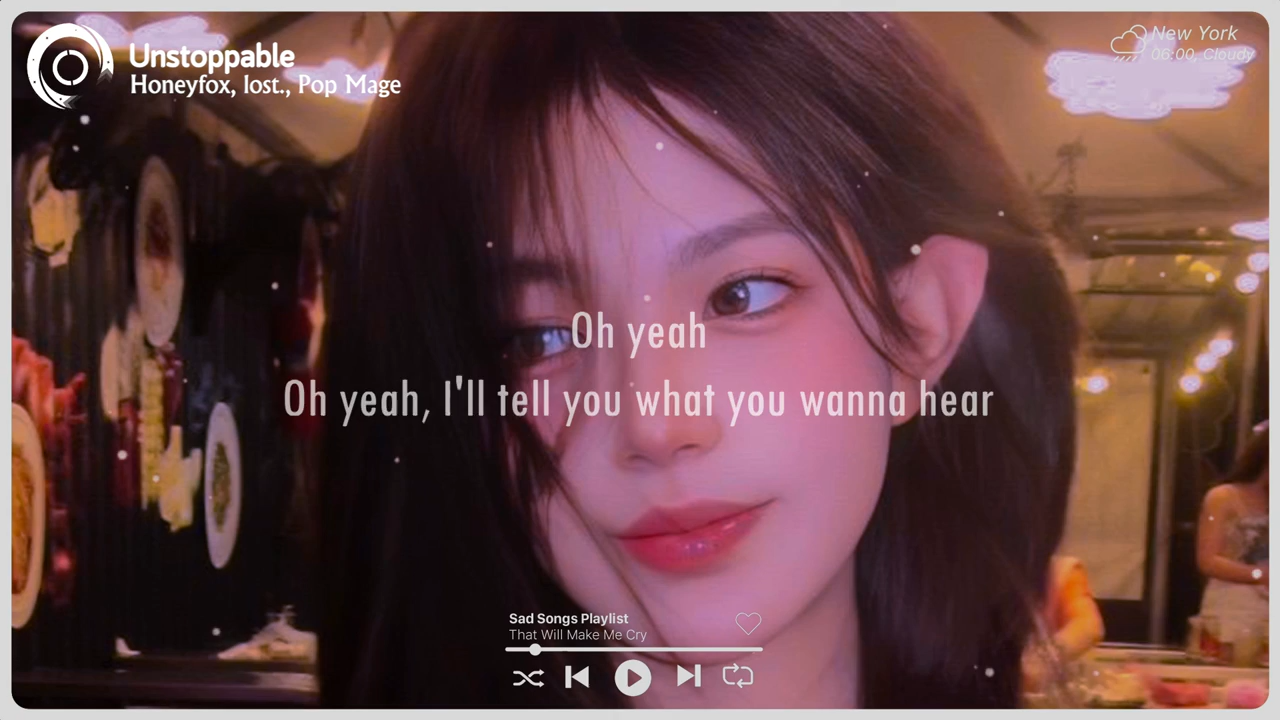 Unstoppable
Honeyfox, lost., Pop Mage
New York
06:00, Cloudy
Oh yeah
Oh yeah, I'll tell you what you wanna hear
Sad Songs Playlist
That Will Make Me Cry